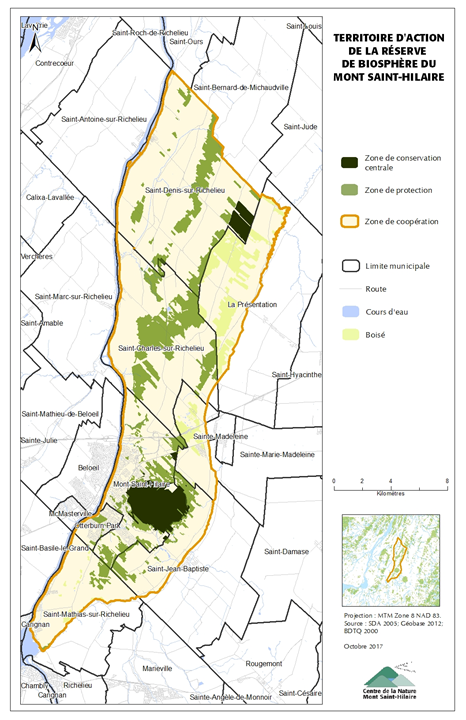 Saint-Roch-de-Richelieu
Saint-Louis
Saint-Ours
Contrecoeur
Saint-Bernard-de-Michaudville
Saint-Antoine-sur-Richelieu
Saint-Jude
Saint-Denis-sur-Richelieu
Calixa-Lavallée
Verchères
Saint-Marc-sur-Richelieu
La Présentation
Saint-Amable
Saint-Charles-sur-Richelieu
Saint-Hyacinthe
Saint-Mathieu-de-Beloeil
Sainte-Julie
Sainte-Madeleine
Sainte-Marie-Madeleine
Beloeil
Mont-Saint-Hilaire
McMasterville
Otterburn-Park
Saint-Basile-le-Grand
Saint-Damase
Saint-Jean-Baptiste
Saint-Mathias-sur-Richelieu
Carignan
Marieville
Rougemont
Chambly
Richelieu
Carignan
Saint-Césaire
Sainte-Angèle-de-Monnoir
TERRITOIRE D'ACTION
DE LA RÉSERVE
DE BIOSPHÈRE DU
MONT SAINT-HILAIRE
Zone de conservation
centrale
Zone de protection
Zone de coopération
Limite municipale
Route
Cours d'eau
Boisé
0 2 4 8
Kilomètres
Projection : MTM Zone 8 NAD 83.
Source : SDA 2005; Géobase 2012;
BDTQ 2000
Octobre 2017
Centre de la Nature
Mont Saint-Hilaire